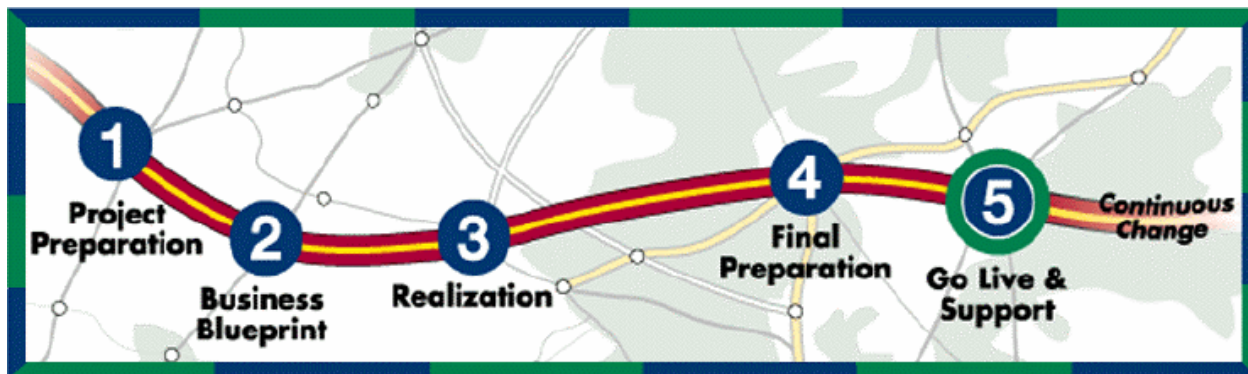 1
Project
Preparation
2
Business
Blueprint
3
Realization
4
Final
Preparation
5
Go Live &
Support
Continuous
Change